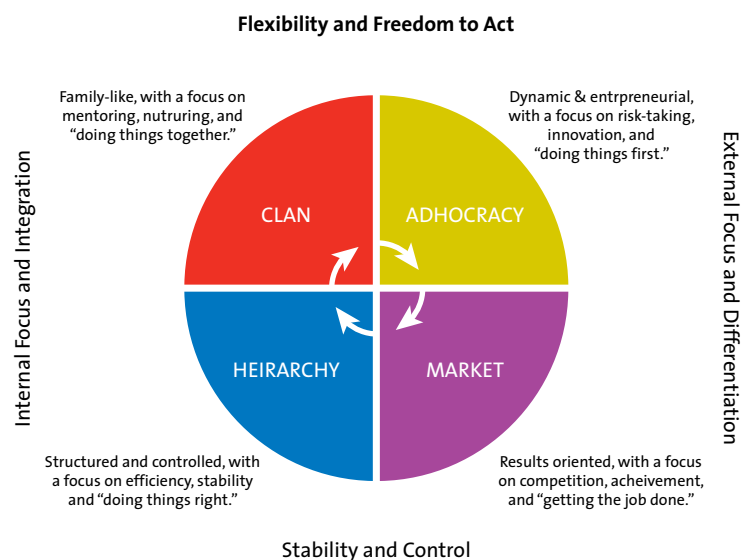 Flexibility and Freedom to Act
Family-like, with a focus on
mentoring, nutruring, and
“doing things together.”
Dynamic & entrpreneurial,
with a focus on risk-taking,
innovation, and
“doing things first.”
Internal Focus and Integration
External Focus and Differentiation
CLAN
ADHOCRACY
HEIRARCHY
MARKET
Structured and controlled, with
a focus on efficiency, stability
and “doing things right.”
Results oriented, with a focus
on competition, acheivement,
and “getting the job done.”
Stability and Control